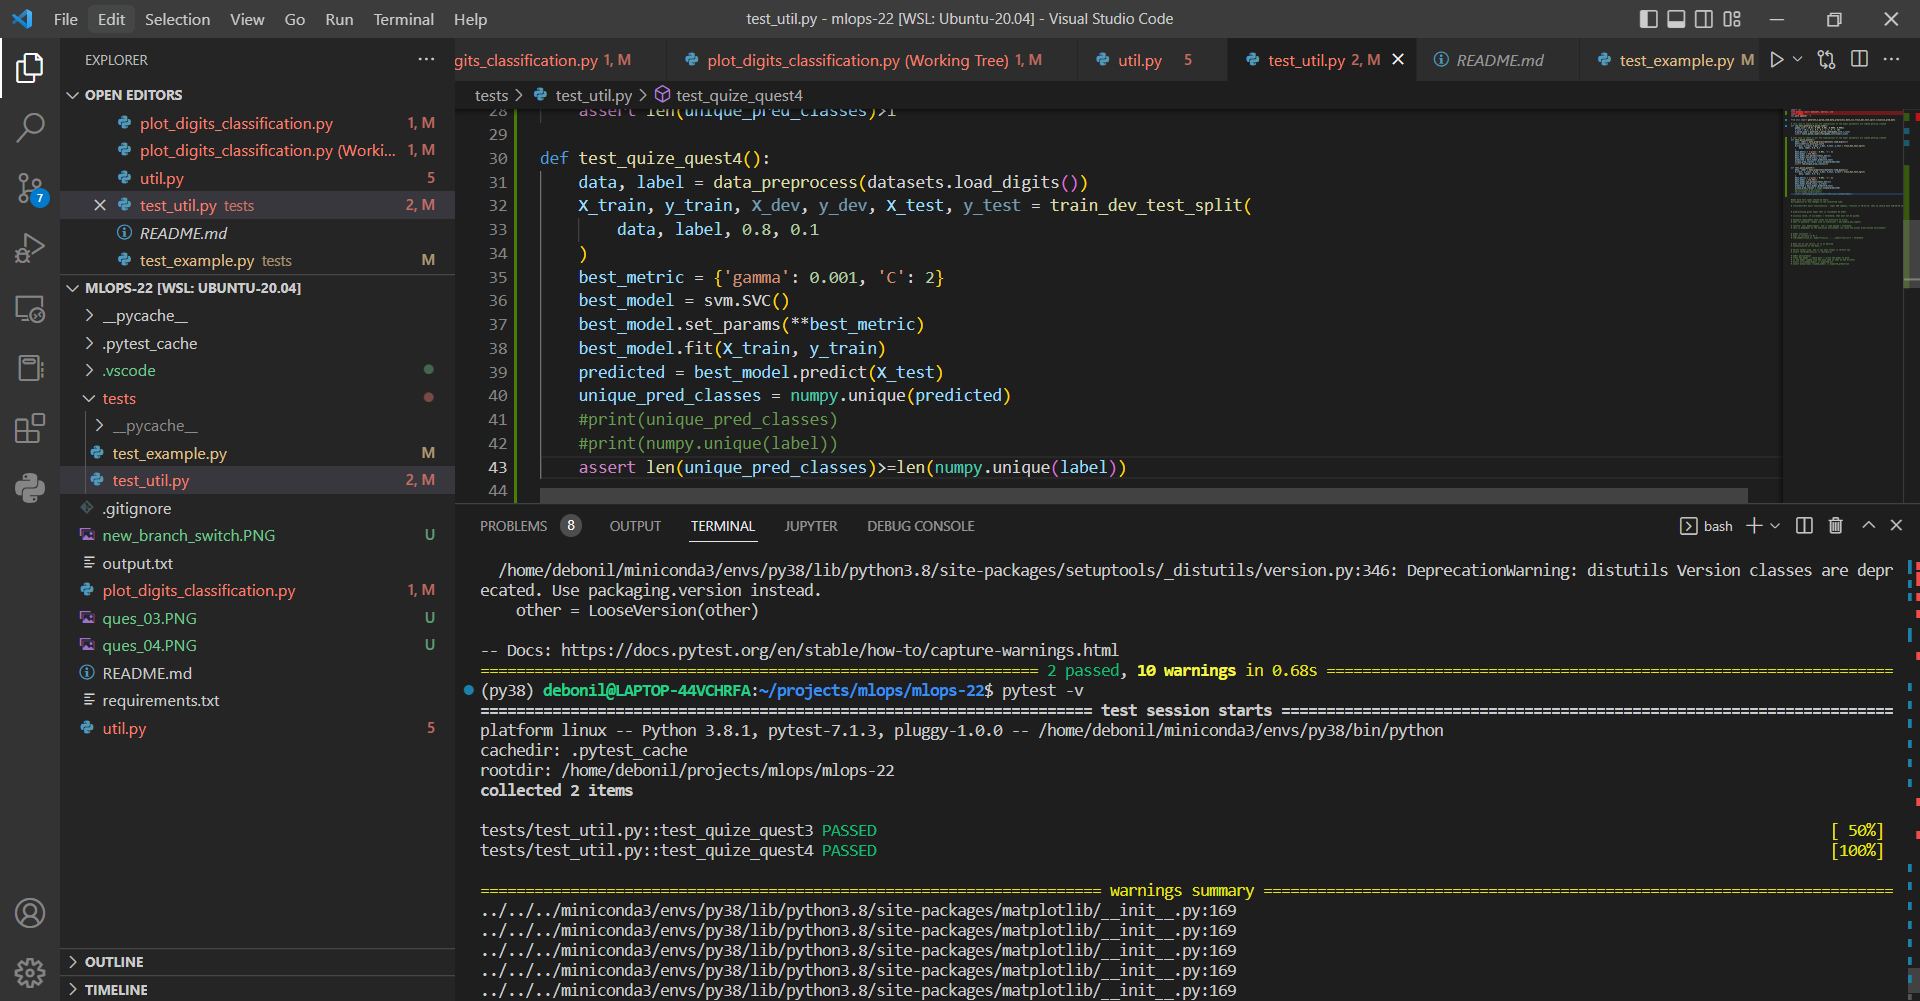 File Edit Selection View Go Run Terminal Help
test_util.py - mlops-22 [WSL: Ubuntu-20.04] - Visual Studio Code
EXPLORER
OPEN EDITORS
plot_digits_classification.py 1, M
plot_digits_classification.py (Worki... 1, M
util.py 5
test_util.py tests 2, M
README.md
test_example.py tests M
MLOPS-22 [WSL: UBUNTU-20.04]
__pycache__
.pytest_cache
.vscode
tests
__pycache__
test_example.py M
test_util.py 2, M
.gitignore
new_branch_switch.PNG U
output.txt
plot_digits_classification.py 1, M
ques_03.PNG U
ques_04.PNG U
README.md
requirements.txt
util.py 5
OUTLINE
TIMELINE
7
gits_classification.py 1, M
plot_digits_classification.py (Working Tree) 1, M
util.py 5
test_util.py 2, M
README.md
test_example.py M
tests > test_util.py > test_quize_quest4
28 assert len(unique_pred_classes)>1
29
30 def test_quize_quest4():
31 data, label = data_preprocess(datasets.load_digits())
32 X_train, y_train, X_dev, y_dev, X_test, y_test = train_dev_test_split(
33 data, label, 0.8, 0.1
34 )
35 best_metric = {'gamma': 0.001, 'C': 2}
36 best_model = svm.SVC()
37 best_model.set_params(**best_metric)
38 best_model.fit(X_train, y_train)
39 predicted = best_model.predict(X_test)
40 unique_pred_classes = numpy.unique(predicted)
41 #print(unique_pred_classes)
42 #print(numpy.unique(label))
43 assert len(unique_pred_classes)>=len(numpy.unique(label))
44
PROBLEMS 8 OUTPUT TERMINAL JUPYTER DEBUG CONSOLE
bash
/home/debonil/miniconda3/envs/py38/lib/python3.8/site-packages/setuptools/_distutils/version.py:346: DeprecationWarning: distutils Version classes are depr
ecated. Use packaging.version instead.
other = LooseVersion(other)
-- Docs: https://docs.pytest.org/en/stable/how-to/capture-warnings.html
============================================================== 2 passed, 10 warnings in 0.68s ===============================================================
(py38) debonil@LAPTOP-44VCHRFA:~/projects/mlops/mlops-22$ pytest -v
==================================================================== test session starts ====================================================================
platform linux -- Python 3.8.1, pytest-7.1.3, pluggy-1.0.0 -- /home/debonil/miniconda3/envs/py38/bin/python
cachedir: .pytest_cache
rootdir: /home/debonil/projects/mlops/mlops-22
collected 2 items
tests/test_util.py::test_quize_quest3 PASSED [ 50%]
tests/test_util.py::test_quize_quest4 PASSED [100%]
===================================================================== warnings summary ======================================================================
../../../miniconda3/envs/py38/lib/python3.8/site-packages/matplotlib/__init__.py:169
../../../miniconda3/envs/py38/lib/python3.8/site-packages/matplotlib/__init__.py:169
../../../miniconda3/envs/py38/lib/python3.8/site-packages/matplotlib/__init__.py:169
../../../miniconda3/envs/py38/lib/python3.8/site-packages/matplotlib/__init__.py:169
../../../miniconda3/envs/py38/lib/python3.8/site-packages/matplotlib/__init__.py:169